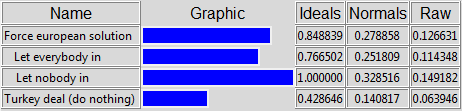 Name Graphic Ideals Normals Raw
Force european solution 0.848839 0.278858 0.126631
Let everybody in 0.766502 0.251809 0.114348
Let nobody in 1.000000 0.328516 0.149182
Turkey deal (do nothing) 0.428646 0.140817 0.063946